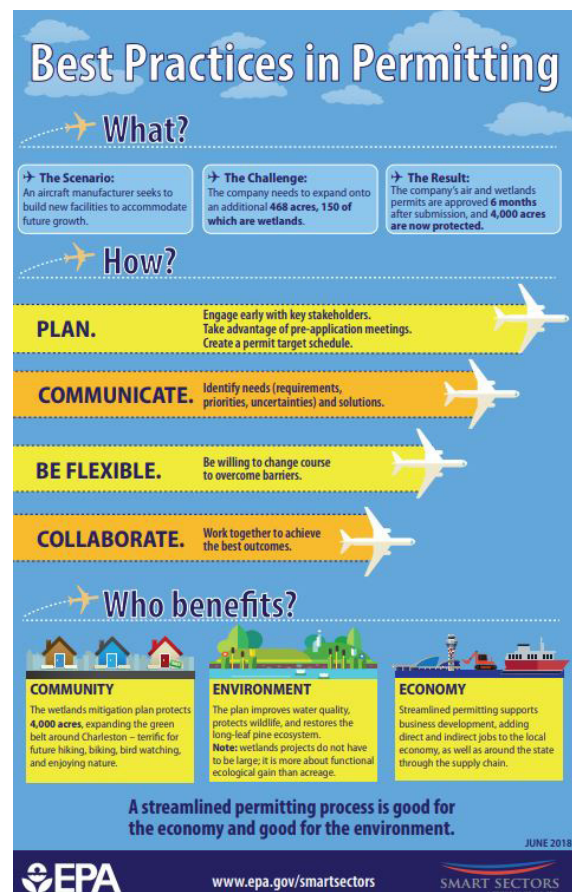 Best Practices in Permitting
What?
The Scenario:
An aircraft manufacturer seeks to
build new facilities to accommodate
future growth.
The Challenge:
The company needs to expand onto
an additional 468 acres, 150 of
which are wetlands.
The Result:
The company's air and wetlands
permits are approved 6 months
after submission, and 4,000 acres
are now protected.
How?
PLAN.
Engage early with key stakeholders.
Take advantage of pre-application meetings.
Create a permit target schedule.
COMMUNICATE.
Identify needs (requirements,
priorities, uncertainties) and solutions.
BE FLEXIBLE.
Be willing to change course
to overcome barriers.
COLLABORATE.
Work together to achieve
the best outcomes.
Who benefits?
COMMUNITY
The wetlands mitigation plan protects
4,000 acres, expanding the green
belt around Charleston – terrific for
future hiking, biking, bird watching,
and enjoying nature.
ENVIRONMENT
The plan improves water quality,
protects wildlife, and restores the
long-leaf pine ecosystem.
Note: wetlands projects do not have
to be large; it is more about functional
ecological gain than acreage.
ECONOMY
Streamlined permitting supports
business development, adding
direct and indirect jobs to the local
economy, as well as around the state
through the supply chain.
A streamlined permitting process is good for
the economy and good for the environment.
JUNE 2018
EPA
www.epa.gov/smartsectors
SMART SECTORS